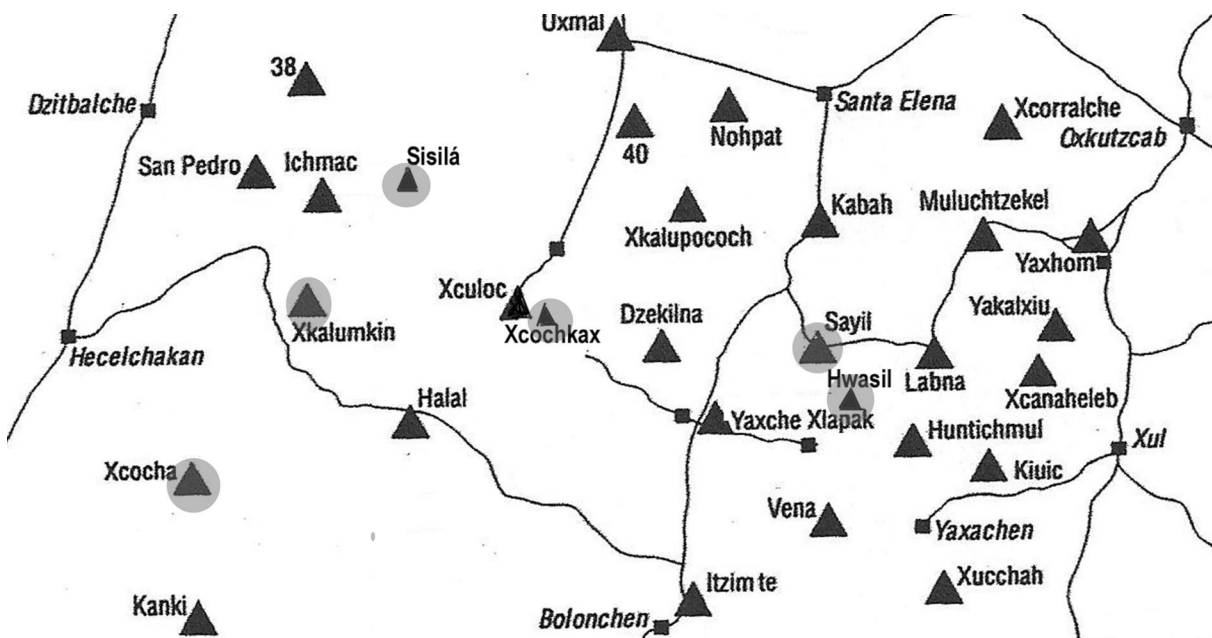 Uxmal
38
Dzitbalche
Santa Elena
Xcorralche
Nohpat
Oxkutzcab
40
Sisilá
San Pedro
Ichmac
Kabah
Muluchtzekel
Xkalupococh
Yaxhom
Xculoc
Xkalumkin
Xcochkax
Dzekilna
Sayil
Yakalxiu
Hecelchakan
Hwasil
Labna
Xcanaheleb
Halal
Yaxche Xlapak
Huntichmul
Xul
Xcocha
Kiuic
Vena
Yaxachen
Kanki
Itzimte
Xucchah
Bolonchen